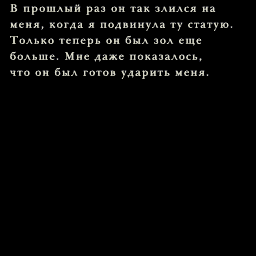 В прошлый раз он так злился на
меня, когда я подвинула ту статую.
Только теперь он был зол еще
больше. Мне даже показалось,
что он был готов ударить меня.